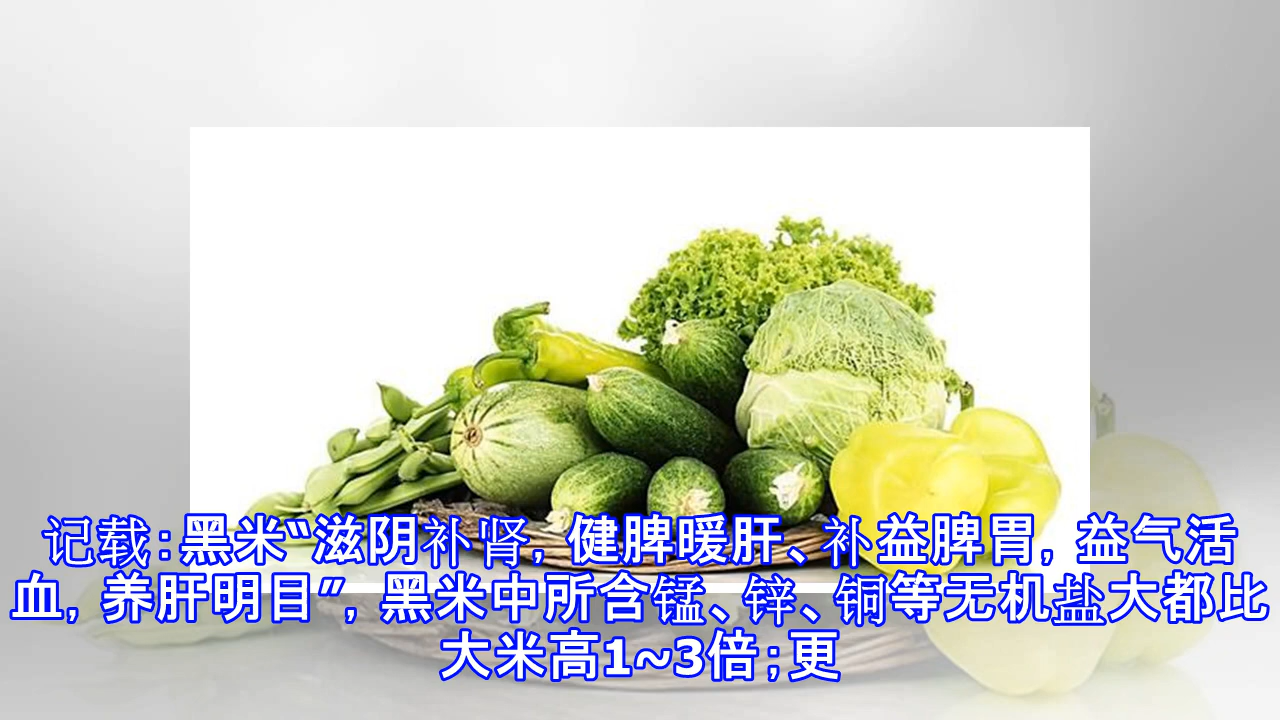 记载:黑米“滋阴补肾, 健脾暖肝、补益脾胃, 益气活
血, 养肝明目”, 黑米中所含锰、锌、铜等无机盐大都比
大米高1~3倍;更